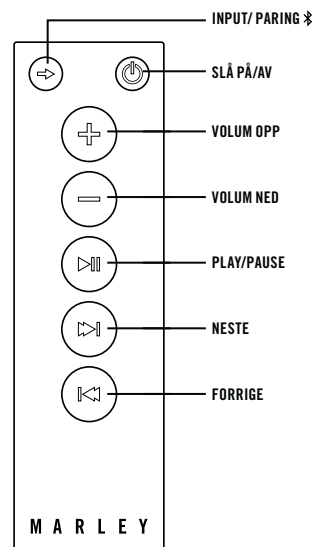 INPUT/ PARING
SLÅ PÅ/AV
VOLUM OPP
VOLUM NED
PLAY/PAUSE
NESTE
FORRIGE
MARLEY